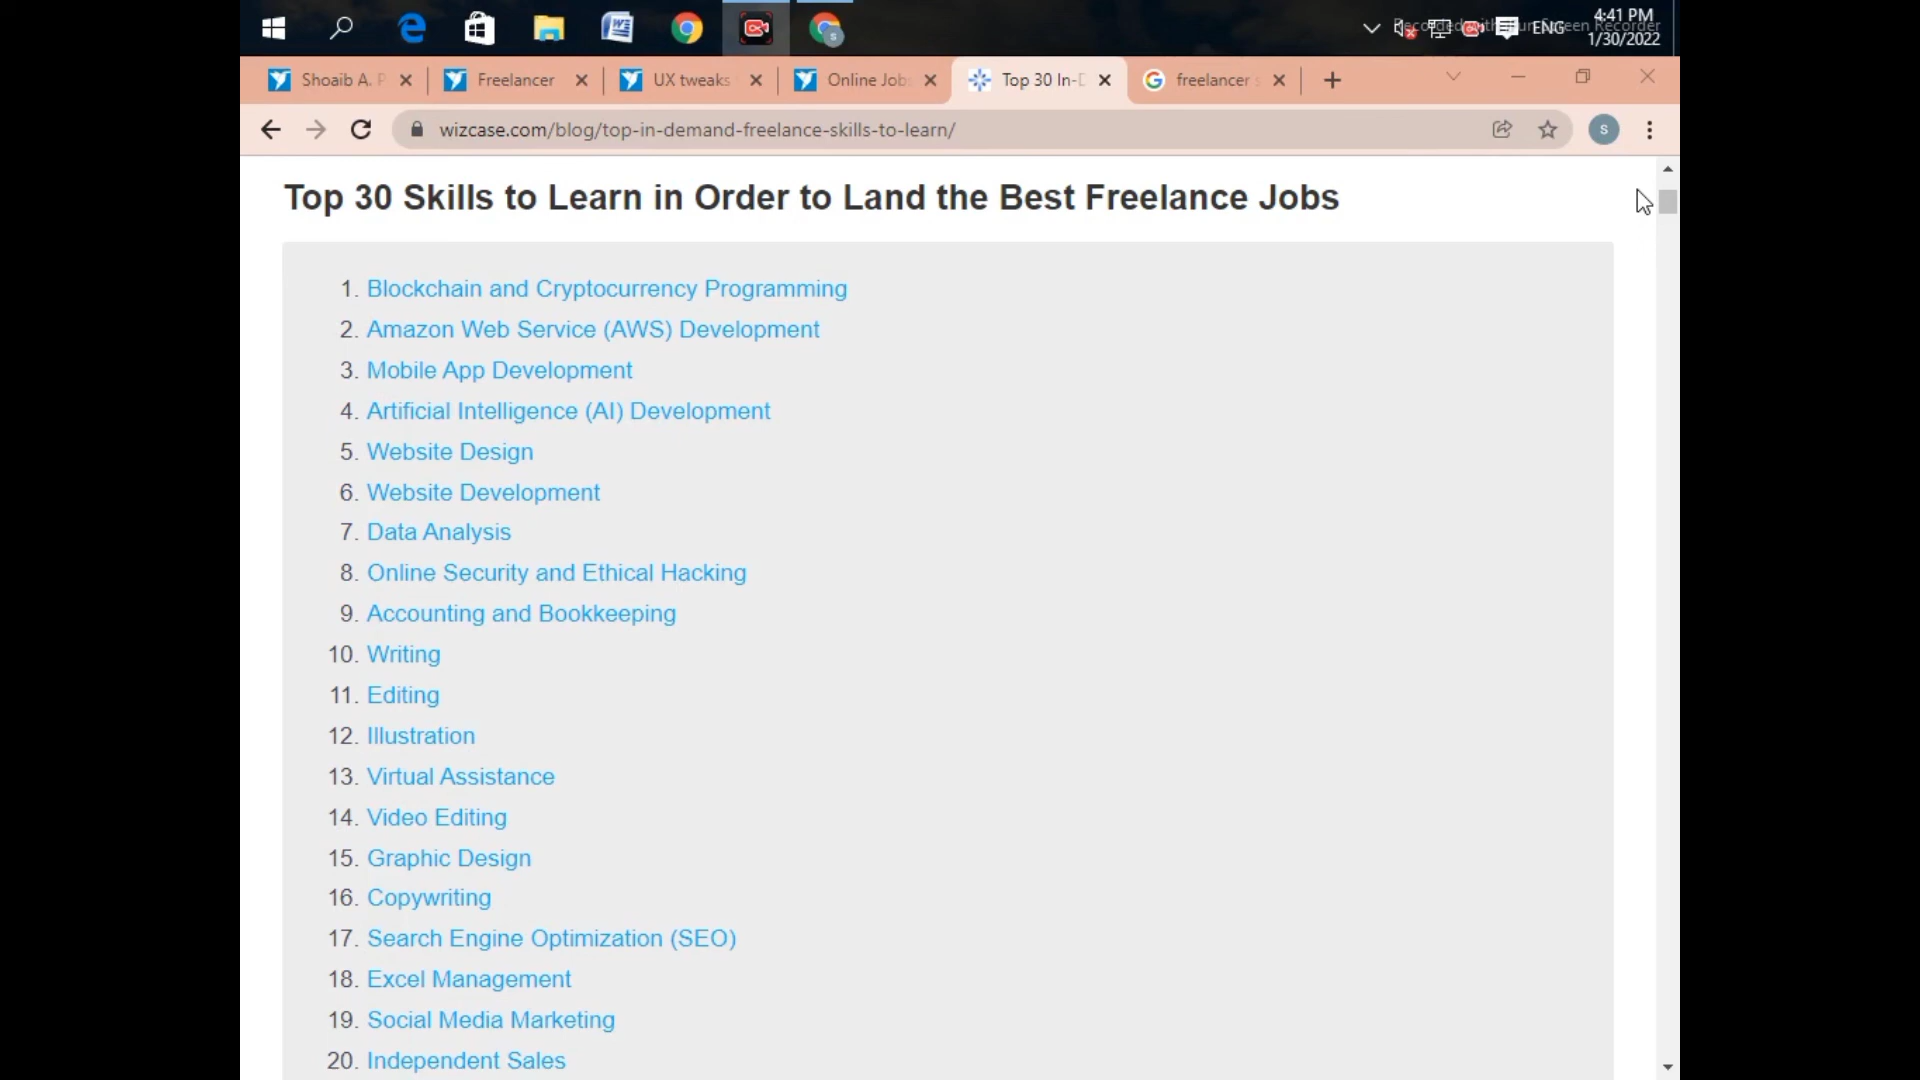 4:41 PM
ENG
1/30/2022
Shoaib A. P
Freelancer
UX tweaks
Online Job
Top 30 In-D
freelancer s
wizcase.com/blog/top-in-demand-freelance-skills-to-learn/
S
Top 30 Skills to Learn in Order to Land the Best Freelance Jobs
1. Blockchain and Cryptocurrency Programming
2. Amazon Web Service (AWS) Development
3. Mobile App Development
4. Artificial Intelligence (AI) Development
5. Website Design
6. Website Development
7. Data Analysis
8. Online Security and Ethical Hacking
9. Accounting and Bookkeeping
10. Writing
11. Editing
12. Illustration
13. Virtual Assistance
14. Video Editing
15. Graphic Design
16. Copywriting
17. Search Engine Optimization (SEO)
18. Excel Management
19. Social Media Marketing
20. Independent Sales